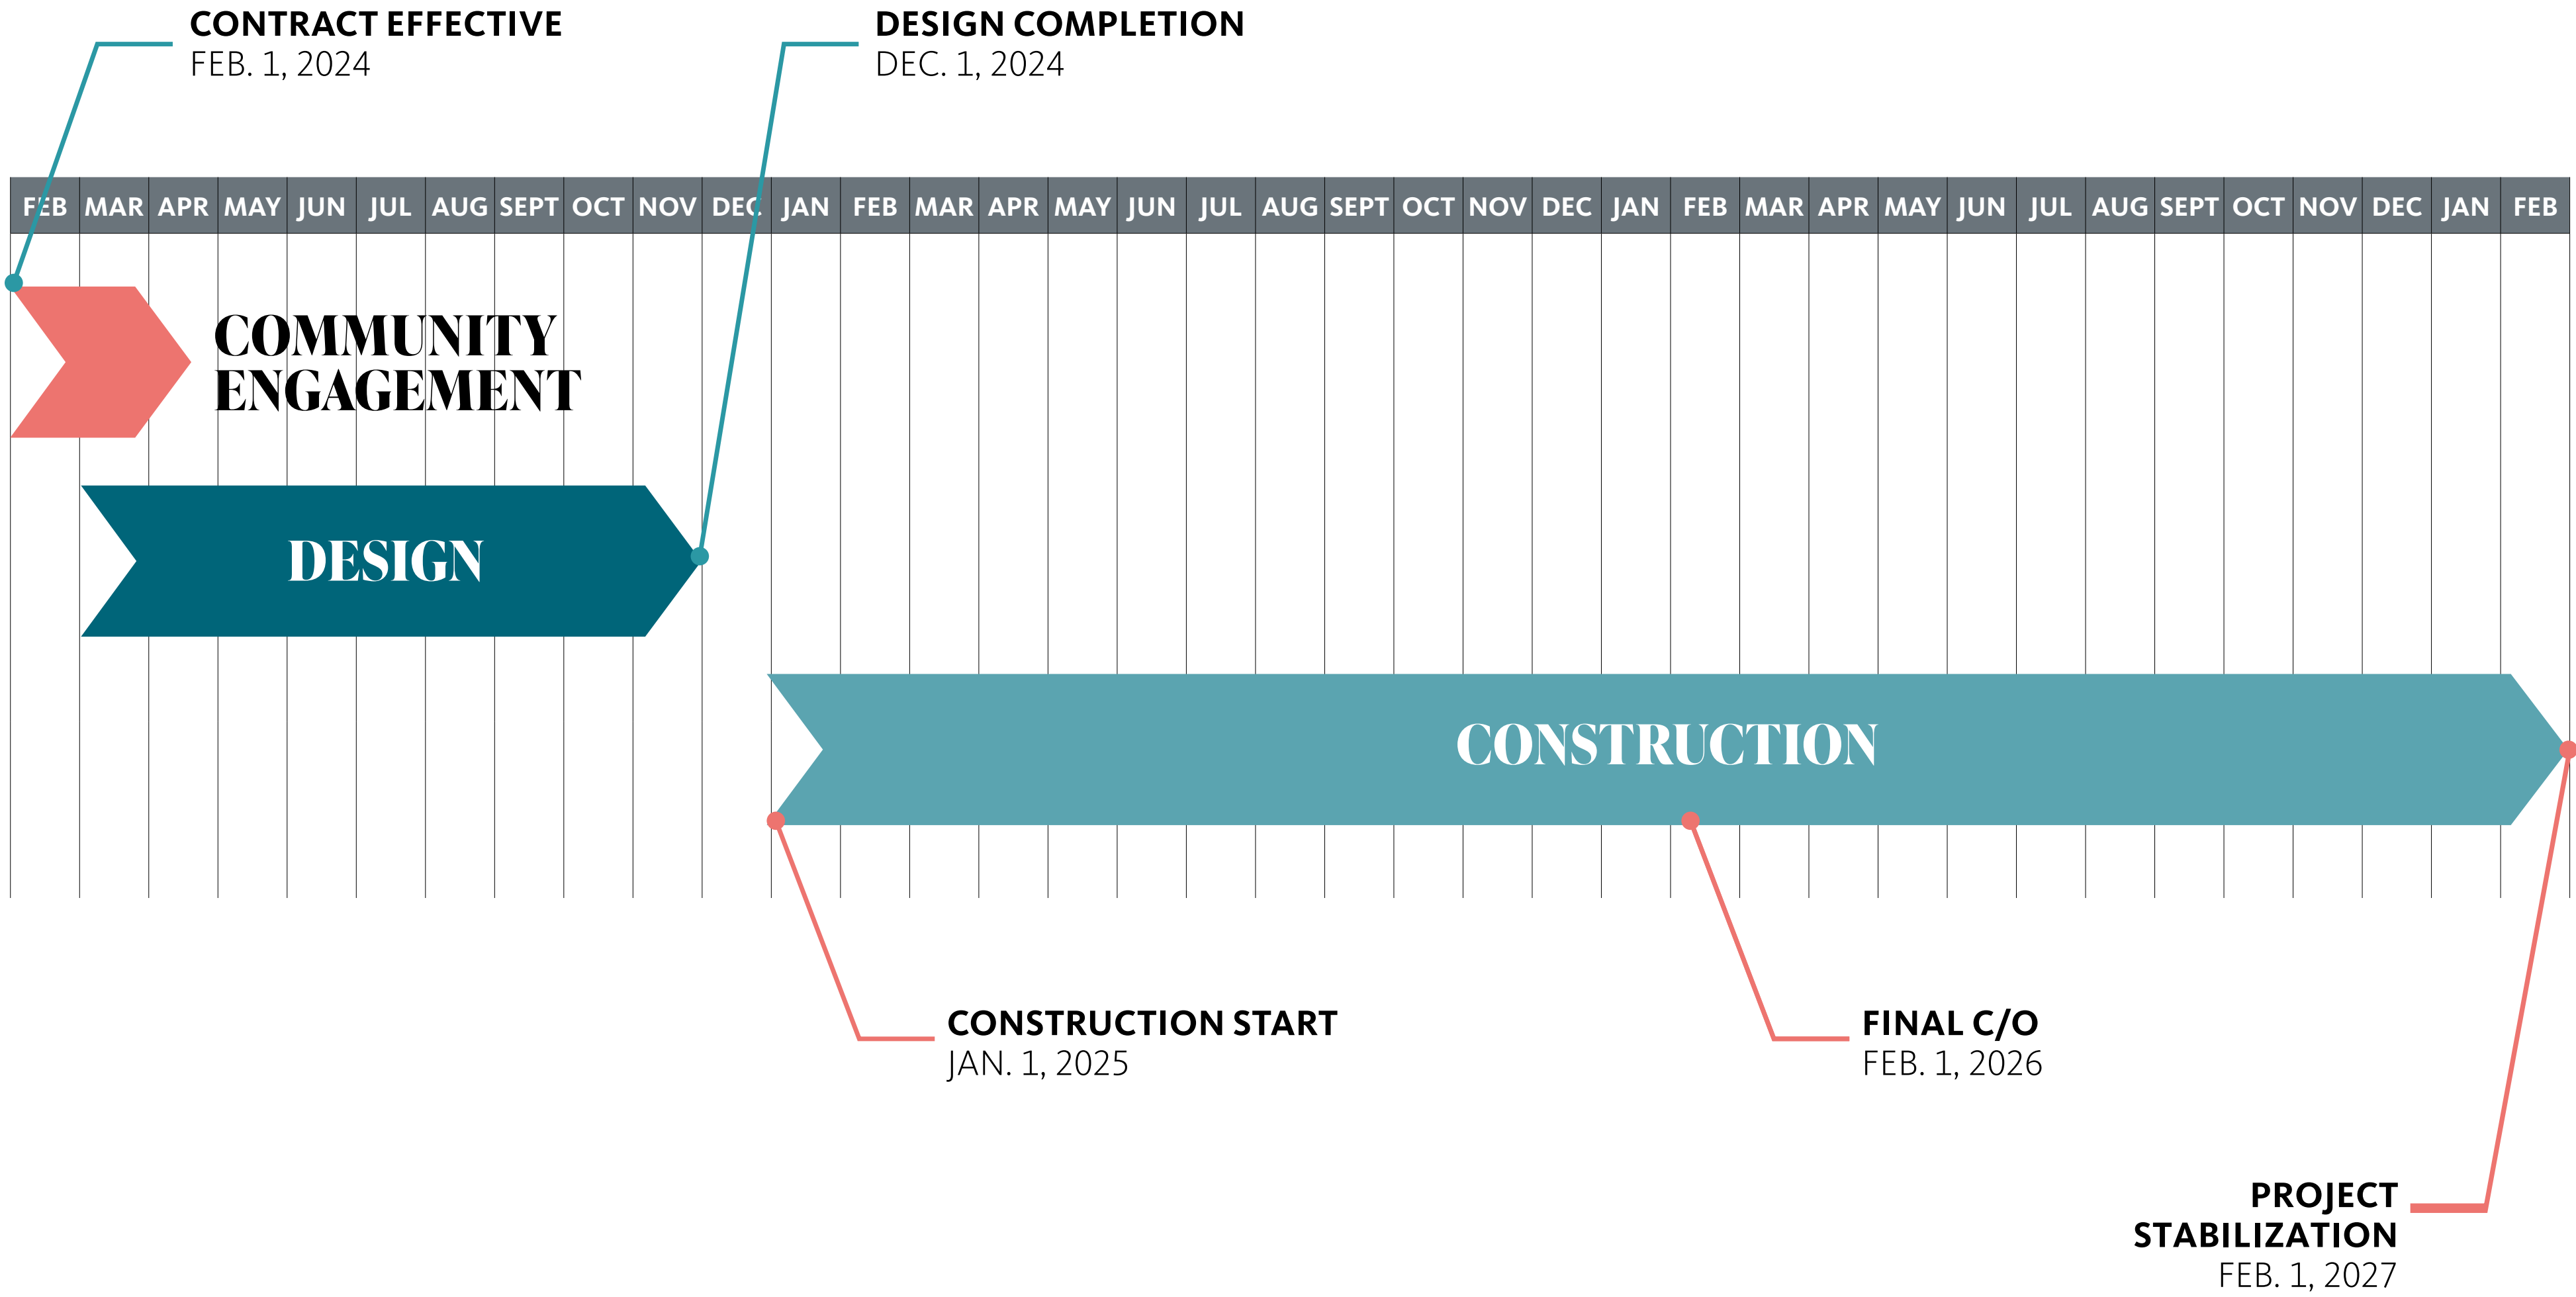 CONTRACT EFFECTIVE
FEB. 1, 2024
DESIGN COMPLETION
DEC. 1, 2024
FEB MAR APR MAY JUN JUL AUG SEPT OCT NOV DEC JAN FEB MAR APR MAY JUN JUL AUG SEPT OCT NOV DEC JAN FEB MAR APR MAY JUN JUL AUG SEPT OCT NOV DEC JAN FEB
COMMUNITY
ENGAGEMENT
DESIGN
CONSTRUCTION
CONSTRUCTION START
JAN. 1, 2025
FINAL C/O
FEB. 1, 2026
PROJECT
STABILIZATION
FEB. 1, 2027